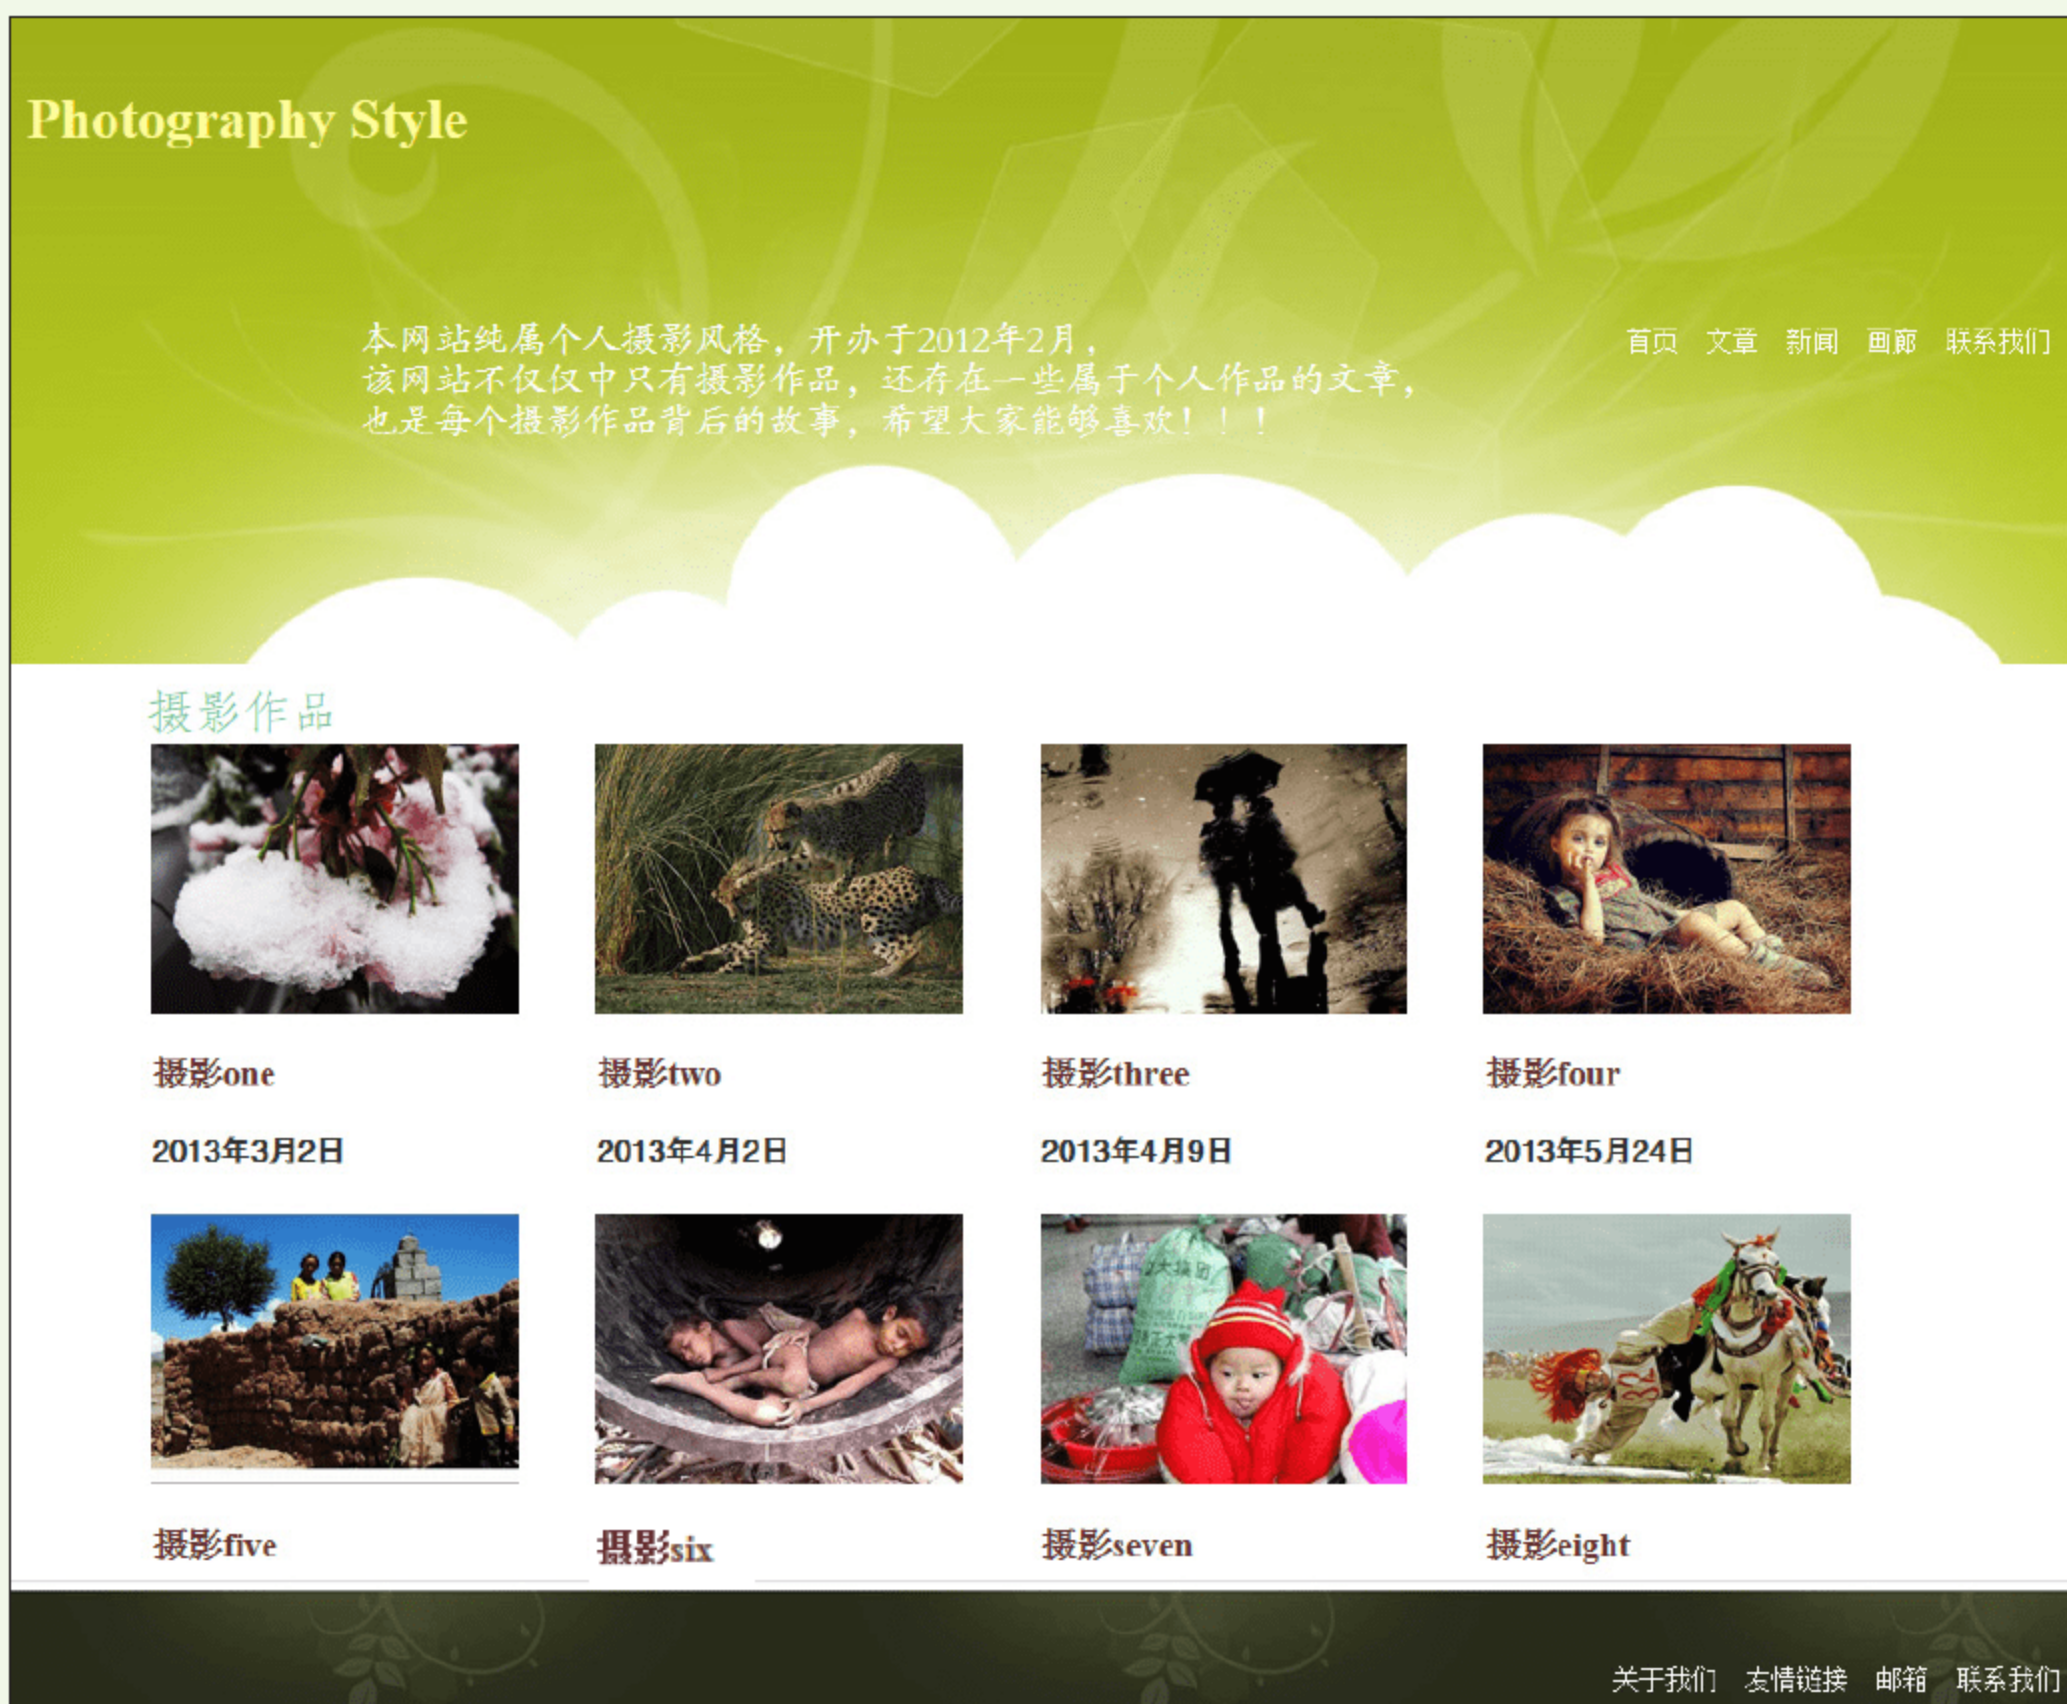 Photography Style
本网站纯属个人摄影风格，开办于2012年2月，
该网站不仅仅中只有摄影作品，还存在一些属于个人作品的文章，
也是每个摄影作品背后的故事，希望大家能够喜欢！！！
首页 文章 新闻 画廊 联系我们
摄影作品
摄影one 摄影two 摄影three 摄影four
2013年3月2日 2013年4月2日 2013年4月9日 2013年5月24日
大集团
正大
32
摄影five 摄影six 摄影seven 摄影eight
关于我们 友情链接 邮箱 联系我们